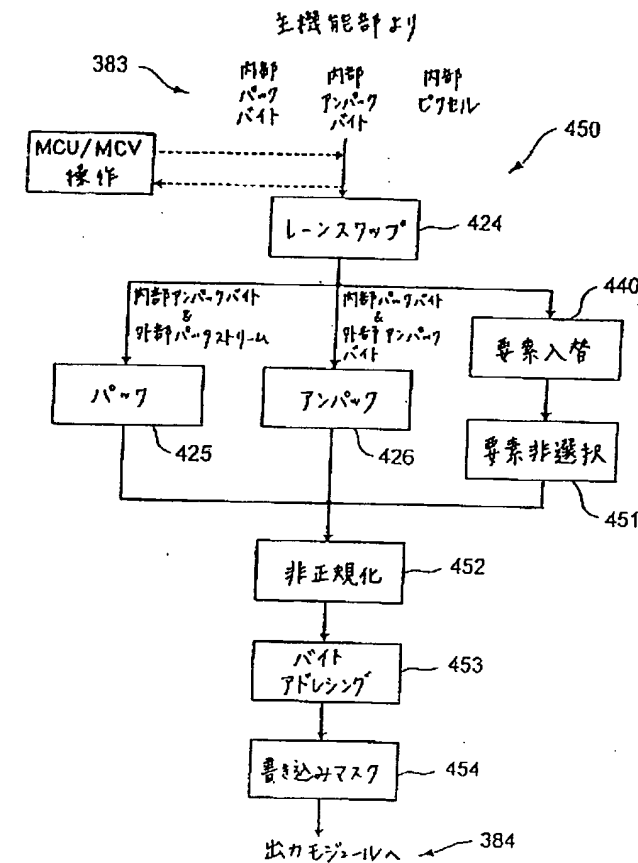 主機能部より
383
内部
パック
バイト
内部
アンパック
バイト
内部
ピクセル
450
MCU/MCV
操作
レーンスワップ
424
内部アンパックバイト
&
外部パックストリーム
内部パックバイト
&
外部アンパック
バイト
440
要素入替
パック
425
アンパック
426
要素非選択
451
非正規化
452
バイト
アドレシング
453
書き込みマスク
454
出力モジュールへ
384